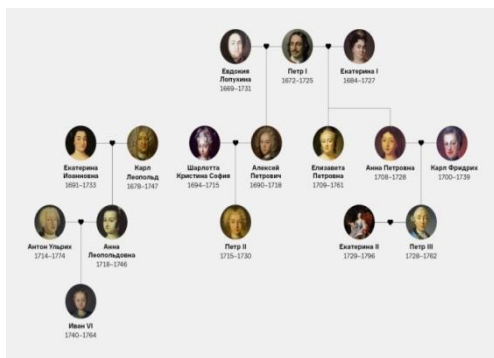 Евдокия
Лопухина
1669–1731
Петр I
1672–1725
Екатерина I
1684–1727
Екатерина
Иоанновна
1691–1733
Карл
Леопольд
1678–1747
Шарлотта
Кристина София
1694–1715
Алексей
Петрович
1690–1718
Елизавета
Петровна
1709–1761
Анна Петровна
1708–1728
Карл Фридрих
1700–1739
Антон Ульрих
1714–1774
Анна
Леопольдовна
1718–1746
Петр II
1715–1730
Екатерина II
1729–1796
Петр III
1728–1762
Иван VI
1740–1764